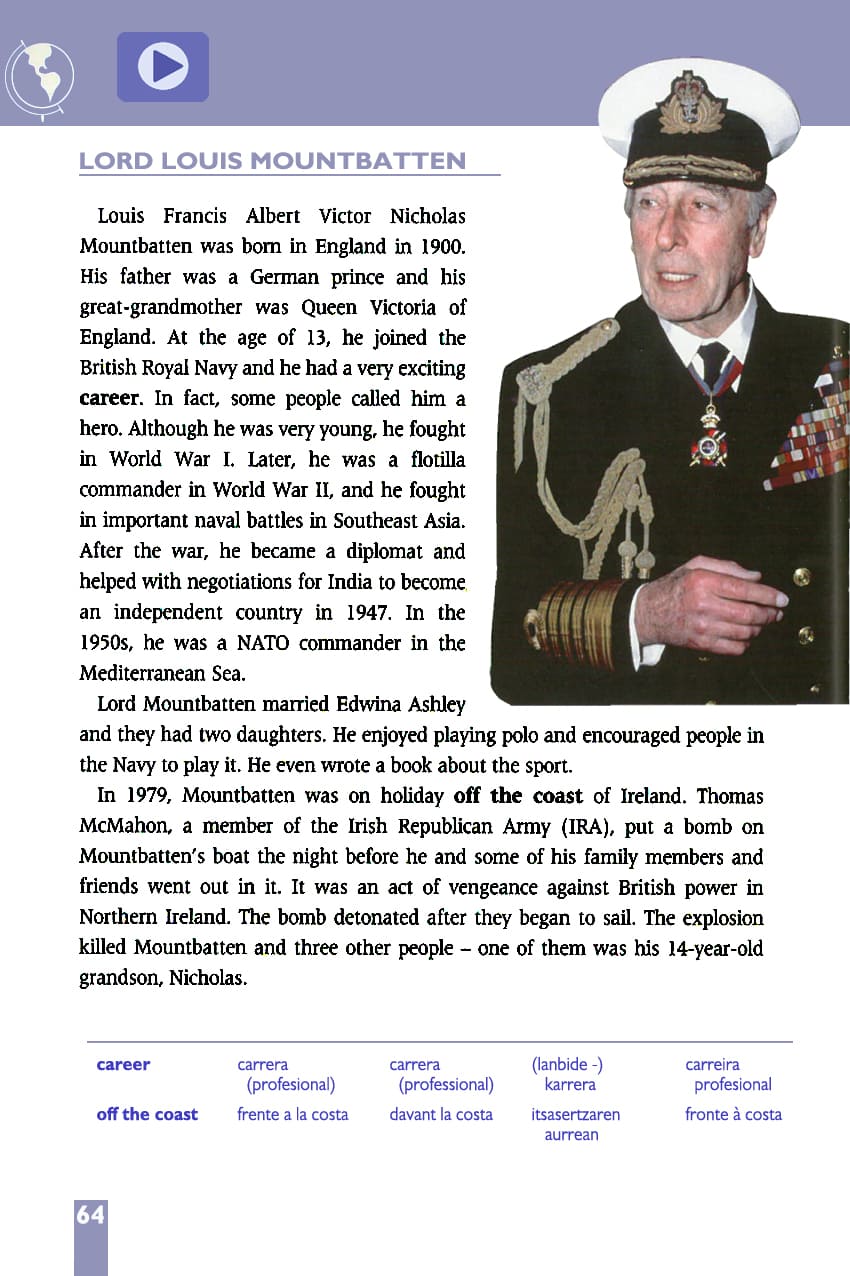 LORD LOUIS MOUNTBATTEN
Louis Francis Albert Victor Nicholas
Mountbatten was born in England in 1900.
His father was a German prince and his
great-grandmother was Queen Victoria of
England. At the age of 13, he joined the
British Royal Navy and he had a very exciting
career. In fact, some people called him a
hero. Although he was very young, he fought
in World War I. Later, he was a flotilla
commander in World War II, and he fought
in important naval battles in Southeast Asia.
After the war, he became a diplomat and
helped with negotiations for India to become
an independent country in 1947. In the
1950s, he was a NATO commander in the
Mediterranean Sea.
Lord Mountbatten married Edwina Ashley
and they had two daughters. He enjoyed playing polo and encouraged people in
the Navy to play it. He even wrote a book about the sport.
In 1979, Mountbatten was on holiday off the coast of Ireland. Thomas
McMahon, a member of the Irish Republican Army (IRA), put a bomb on
Mountbatten's boat the night before he and some of his family members and
friends went out in it. It was an act of vengeance against British power in
Northern Ireland. The bomb detonated after they began to sail. The explosion
killed Mountbatten and three other people – one of them was his 14-year-old
grandson, Nicholas.
career carrera carrera (lanbide -) carreira
(profesional) (professional) karrera profesional
off the coast frente a la costa davant la costa itsasertzaren fronte à costa
aurrean
64